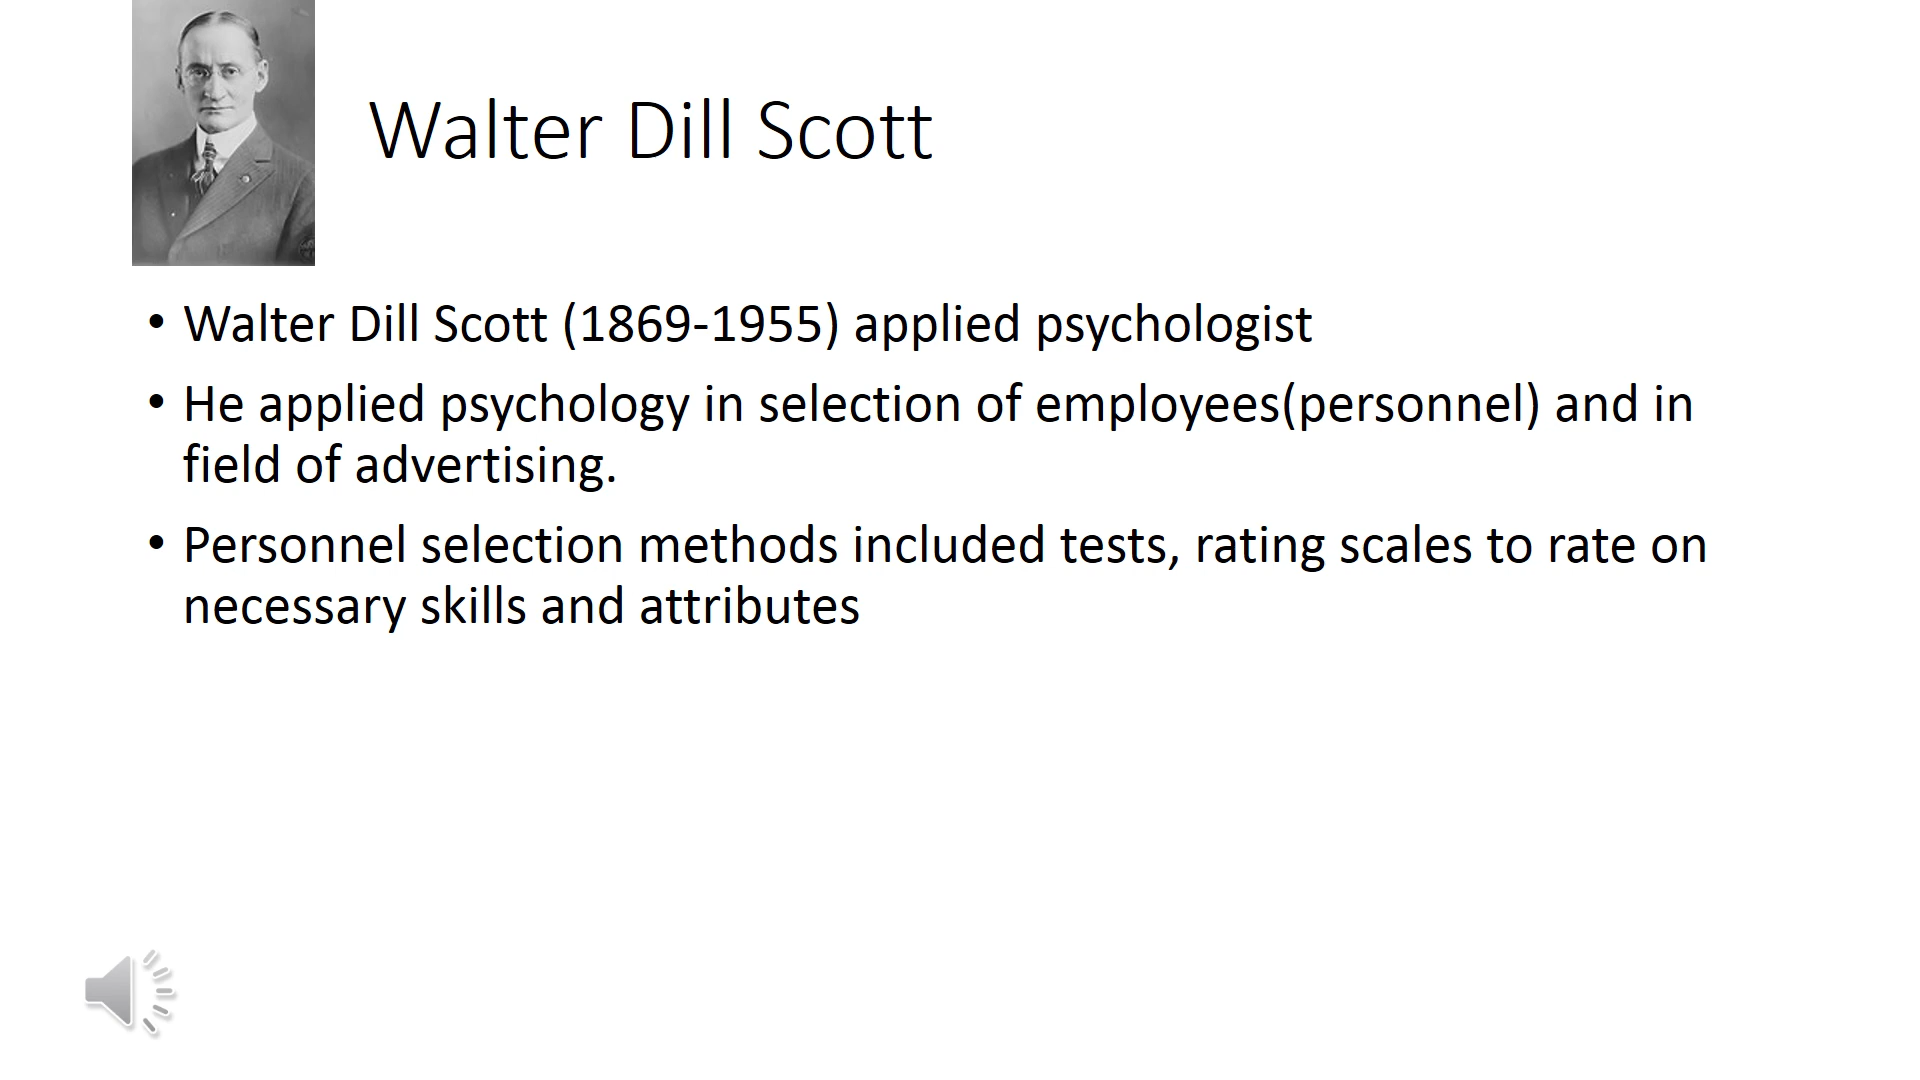 Walter Dill Scott
• Walter Dill Scott (1869-1955) applied psychologist
• He applied psychology in selection of employees(personnel) and in
field of advertising.
• Personnel selection methods included tests, rating scales to rate on
necessary skills and attributes